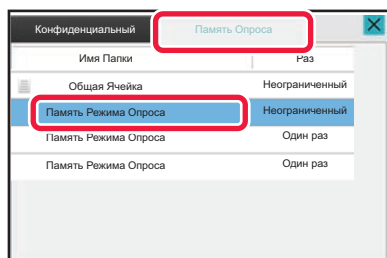 Конфиденциальный Память Опроса
Имя Папки Раз
Общая Ячейка Неограниченный
Память Режима Опроса Неограниченный
Память Режима Опроса Один раз
Память Режима Опроса Один раз